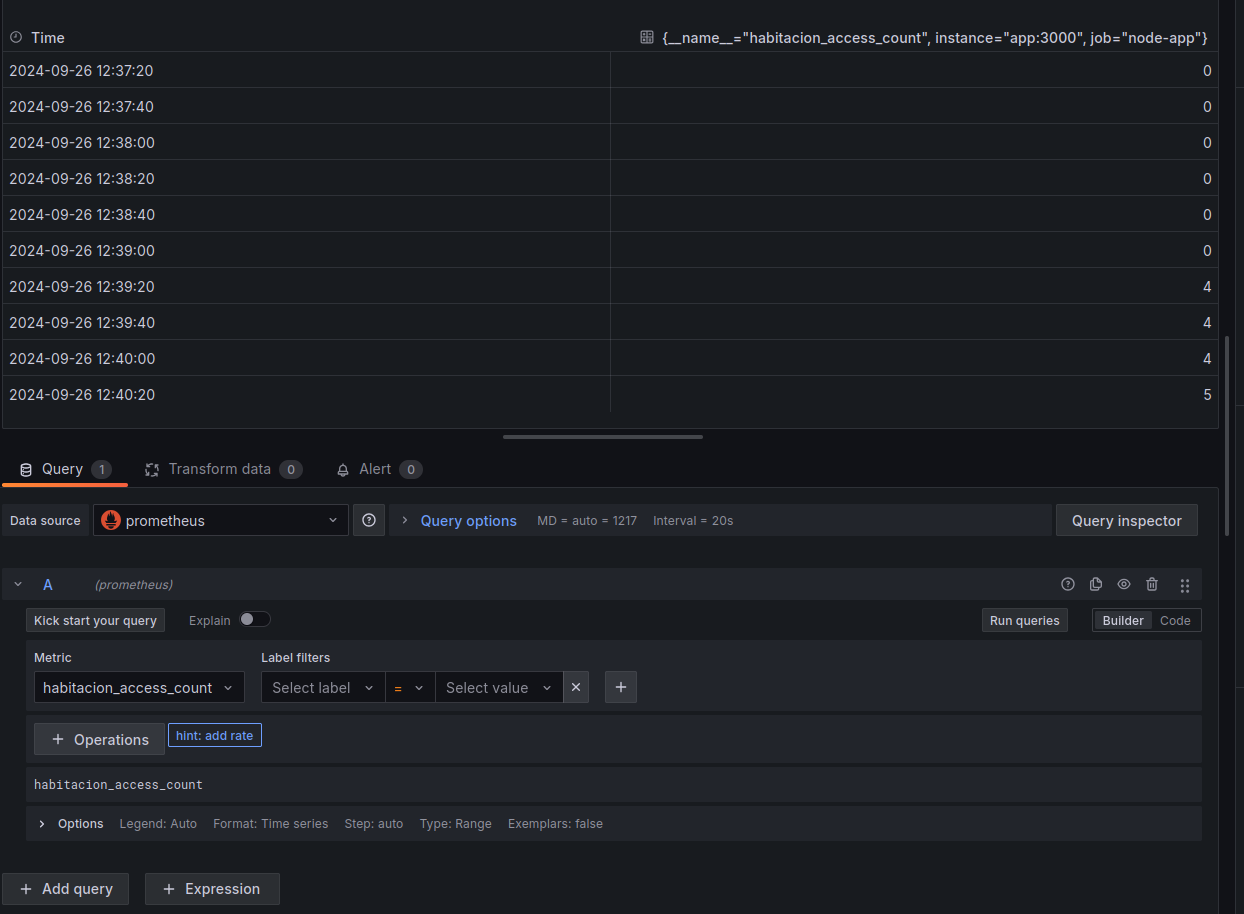 Time {__name__="habitacion_access_count", instance="app:3000", job="node-app"}
2024-09-26 12:37:20 0
2024-09-26 12:37:40 0
2024-09-26 12:38:00 0
2024-09-26 12:38:20 0
2024-09-26 12:38:40 0
2024-09-26 12:39:00 0
2024-09-26 12:39:20 4
2024-09-26 12:39:40 4
2024-09-26 12:40:00 4
2024-09-26 12:40:20 5
Query 1 Transform data 0 Alert 0
Data source prometheus Query options MD = auto = 1217 Interval = 20s Query inspector
A (prometheus)
Kick start your query Explain Run queries Builder Code
Metric Label filters
habitacion_access_count Select label = Select value
+ Operations hint: add rate
habitacion_access_count
Options Legend: Auto Format: Time series Step: auto Type: Range Exemplars: false
+ Add query + Expression